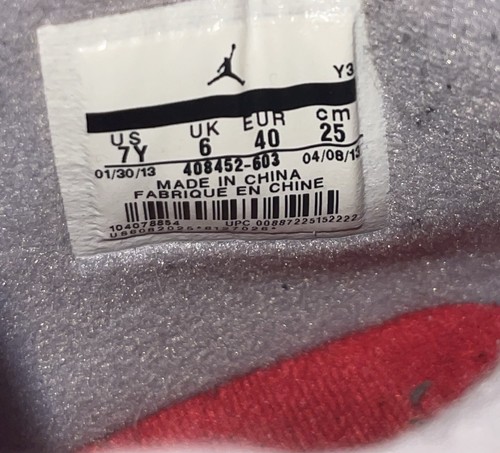 Y3
US UK EUR cm
7Y 6 40 25
01/30/13 408452-603 04/08/13
MADE IN CHINA
FABRIQUE EN CHINE
104078854 UPC 00887225152222